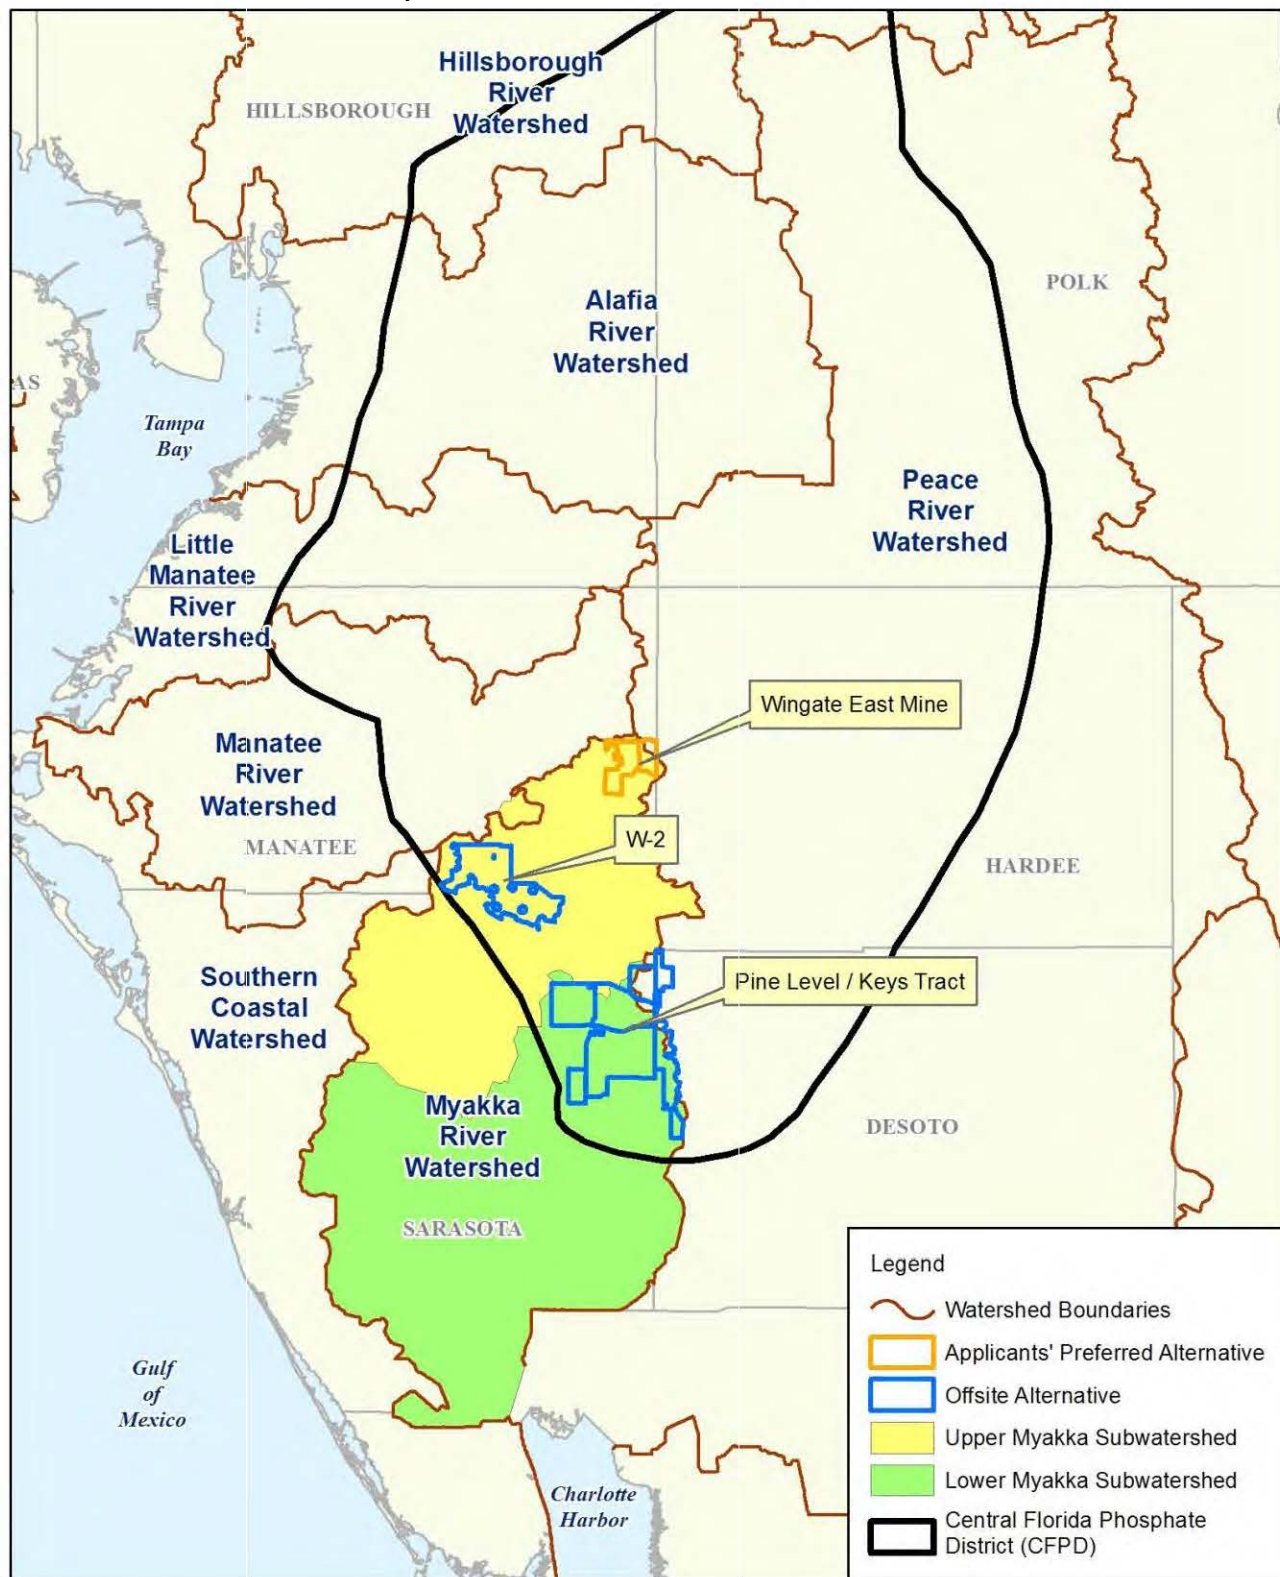 Hillsborough
River
Watershed
HILLSBOROUGH
Alafia
River
Watershed
POLK
AS
Tampa
Bay
Peace
River
Watershed
Little
Manatee
River
Watershed
Wingate East Mine
Manatee
River
Watershed
MANATEE
W-2
HARDEE
Southern
Coastal
Watershed
Pine Level / Keys Tract
Myakka
River
Watershed
DESOTO
SARASOTA
Gulf
of
Mexico
Charlotte
Harbor
Legend
Watershed Boundaries
Applicants' Preferred Alternative
Offsite Alternative
Upper Myakka Subwatershed
Lower Myakka Subwatershed
Central Florida Phosphate
District (CFPD)